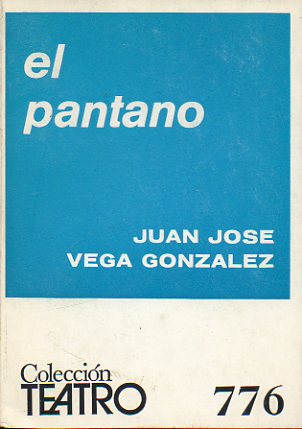 el
pantano
JUAN JOSE
VEGA GONZALEZ
Colección
TEATRO
776